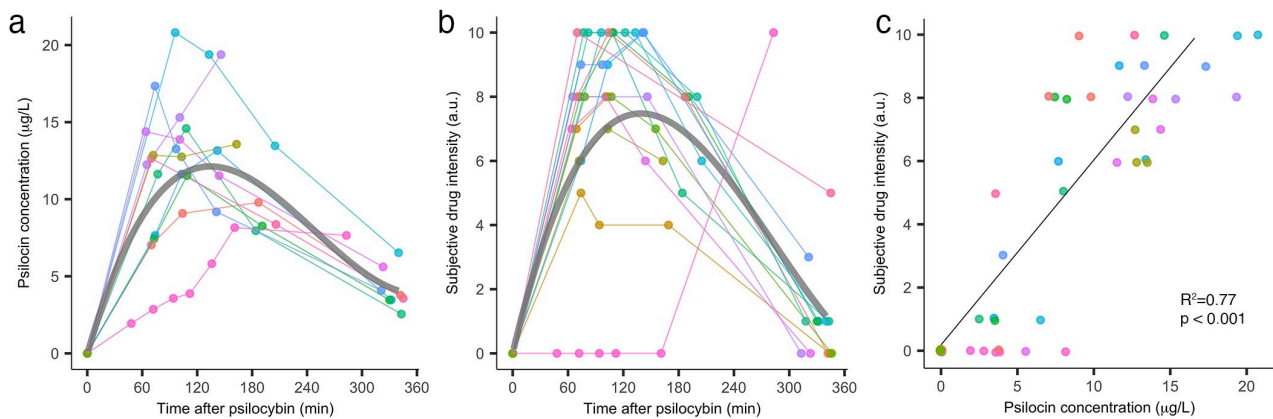 a
Psilocin concentration (μg/L)
20
15
10
5
0
0 60 120 180 240 300 360
Time after psilocybin (min)
b
Subjective drug intensity (a.u.)
10
8
6
4
2
0
0 60 120 180 240 300 360
Time after psilocybin (min)
c
Subjective drug intensity (a.u.)
10
8
6
4
2
0
R²=0.77
p < 0.001
0 5 10 15 20
Psilocin concentration (μg/L)